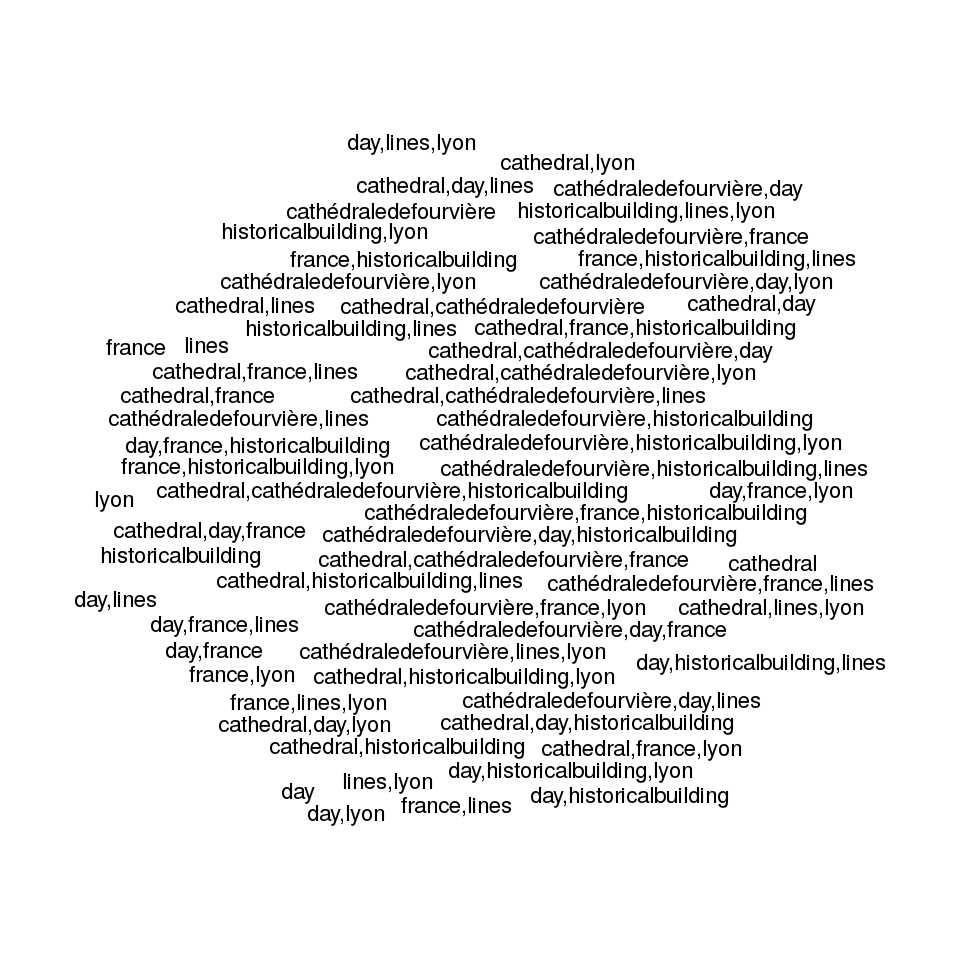 day,lines,lyon
cathedral,lyon
cathedral,day,lines
cathédraledefourvière,day
cathédraledefourvière
historicalbuilding,lines,lyon
historicalbuilding,lyon
cathédraledefourvière,france
france,historicalbuilding
france,historicalbuilding,lines
cathédraledefourvière,lyon
cathédraledefourvière,day,lyon
cathedral,lines
cathedral,cathédraledefourvière
cathedral,day
historicalbuilding,lines
cathedral,france,historicalbuilding
france
lines
cathedral,cathédraledefourvière,day
cathedral,france,lines
cathedral,cathédraledefourvière,lyon
cathedral,france
cathedral,cathédraledefourvière,lines
cathédraledefourvière,lines
cathédraledefourvière,historicalbuilding
day,france,historicalbuilding
cathédraledefourvière,historicalbuilding,lyon
france,historicalbuilding,lyon
cathédraledefourvière,historicalbuilding,lines
lyon
cathedral,cathédraledefourvière,historicalbuilding
day,france,lyon
cathédraledefourvière,france,historicalbuilding
cathedral,day,france
cathédraledefourvière,day,historicalbuilding
historicalbuilding
cathedral,cathédraledefourvière,france
cathedral
cathedral,historicalbuilding,lines
cathédraledefourvière,france,lines
day,lines
cathédraledefourvière,france,lyon
cathedral,lines,lyon
day,france,lines
cathédraledefourvière,day,france
day,france
cathédraledefourvière,lines,lyon
day,historicalbuilding,lines
france,lyon
cathedral,historicalbuilding,lyon
france,lines,lyon
cathédraledefourvière,day,lines
cathedral,day,lyon
cathedral,day,historicalbuilding
cathedral,historicalbuilding
cathedral,france,lyon
day,historicalbuilding,lyon
day
lines,lyon
day,historicalbuilding
day,lyon
france,lines